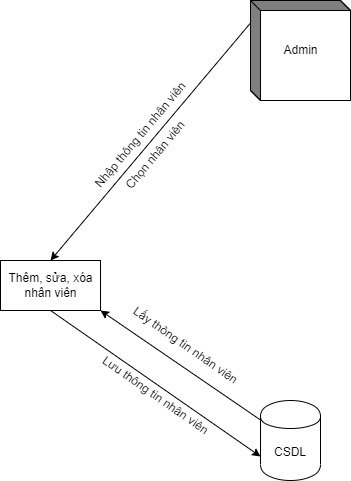 Admin
Nhập thông tin nhân viên
Chọn nhân viên
Thêm, sửa, xóa
nhân viên
Lấy thông tin nhân viên
Lưu thông tin nhân viên
CSDL